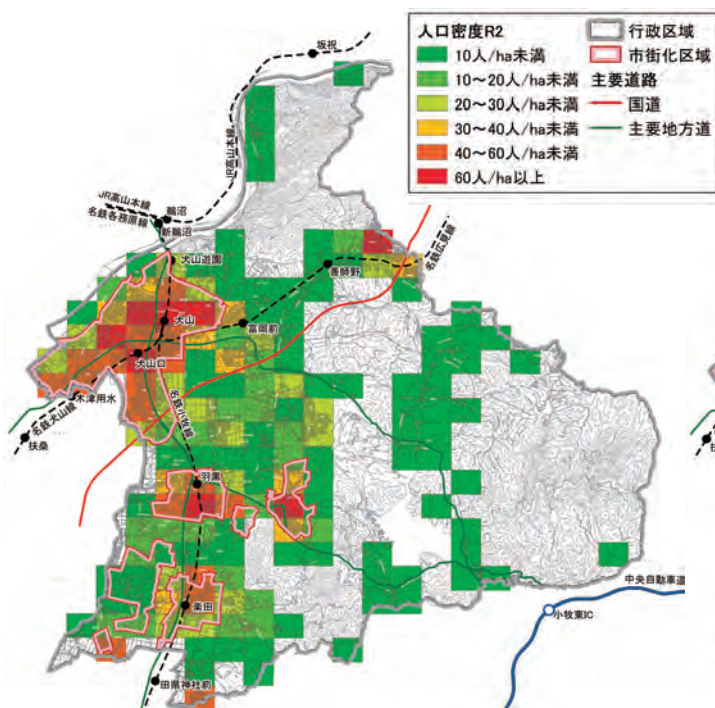 人口密度R2
10人/ha未満
10～20人/ha未満
20～30人/ha未満
30～40人/ha未満
40～60人/ha未満
60人/ha以上
行政区域
市街化区域
主要道路
国道
主要地方道
坂祝
JR高山本線
JR高山本線
名鉄各務原線
鵜沼
新鵜沼
犬山遊園
善師野
名鉄広見線
犬山
富岡前
犬山口
木津用水
名鉄犬山線
扶桑
名鉄小牧線
羽黒
楽田
田県神社前
中央自動車道
小牧東IC